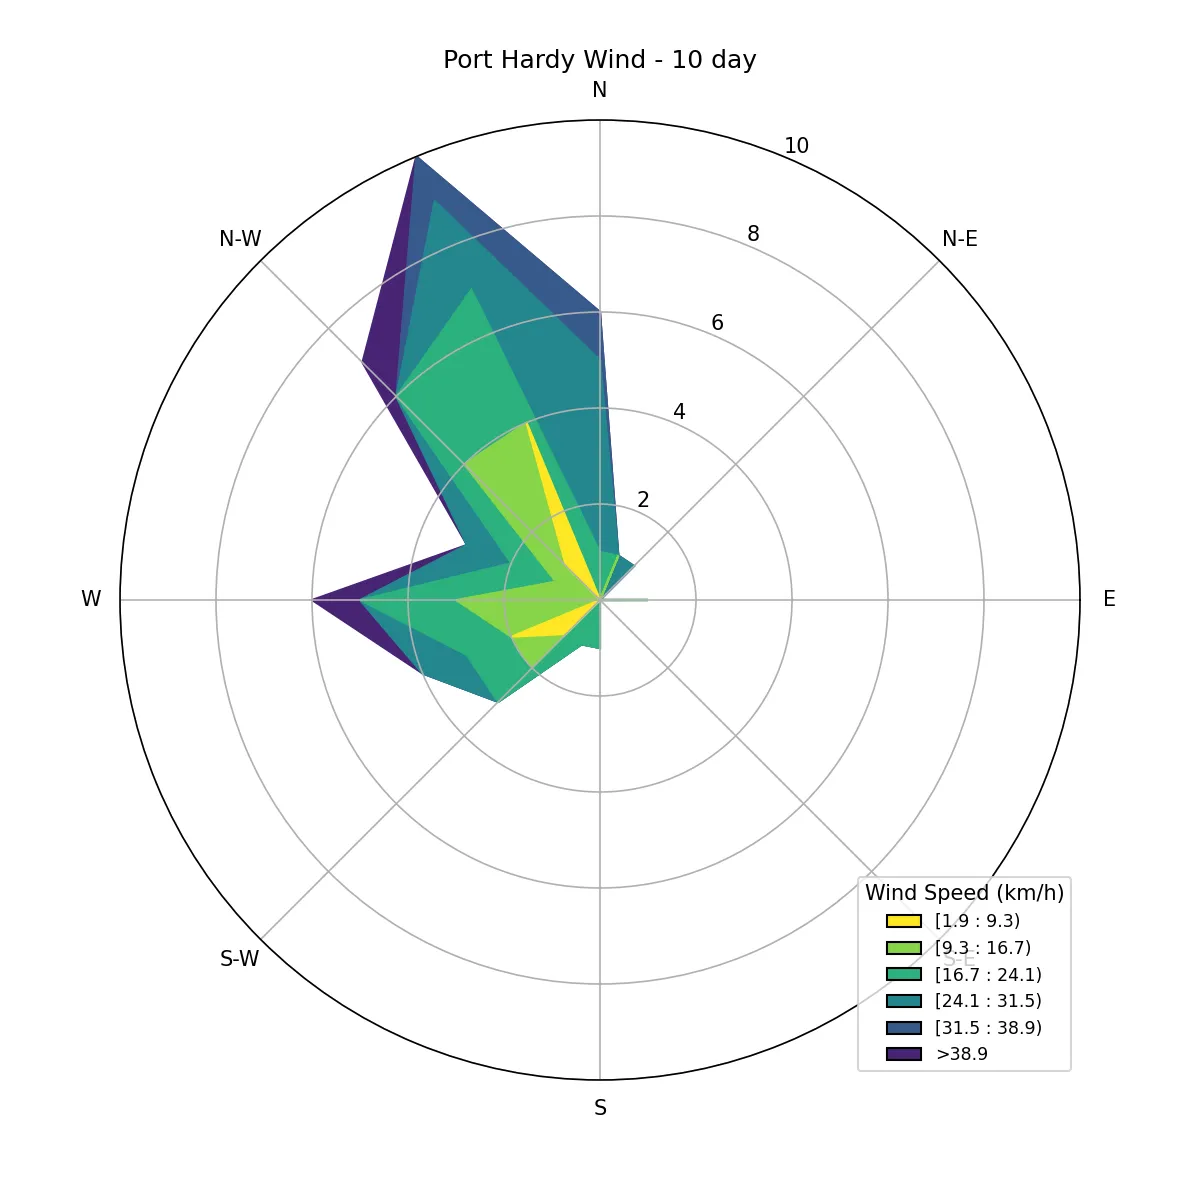 Port Hardy Wind - 10 day
N
10
N-W
8
N-E
6
4
2
W
E
S-W
S-E
S
Wind Speed (km/h)
[1.9 : 9.3)
[9.3 : 16.7)
[16.7 : 24.1)
[24.1 : 31.5)
[31.5 : 38.9)
>38.9